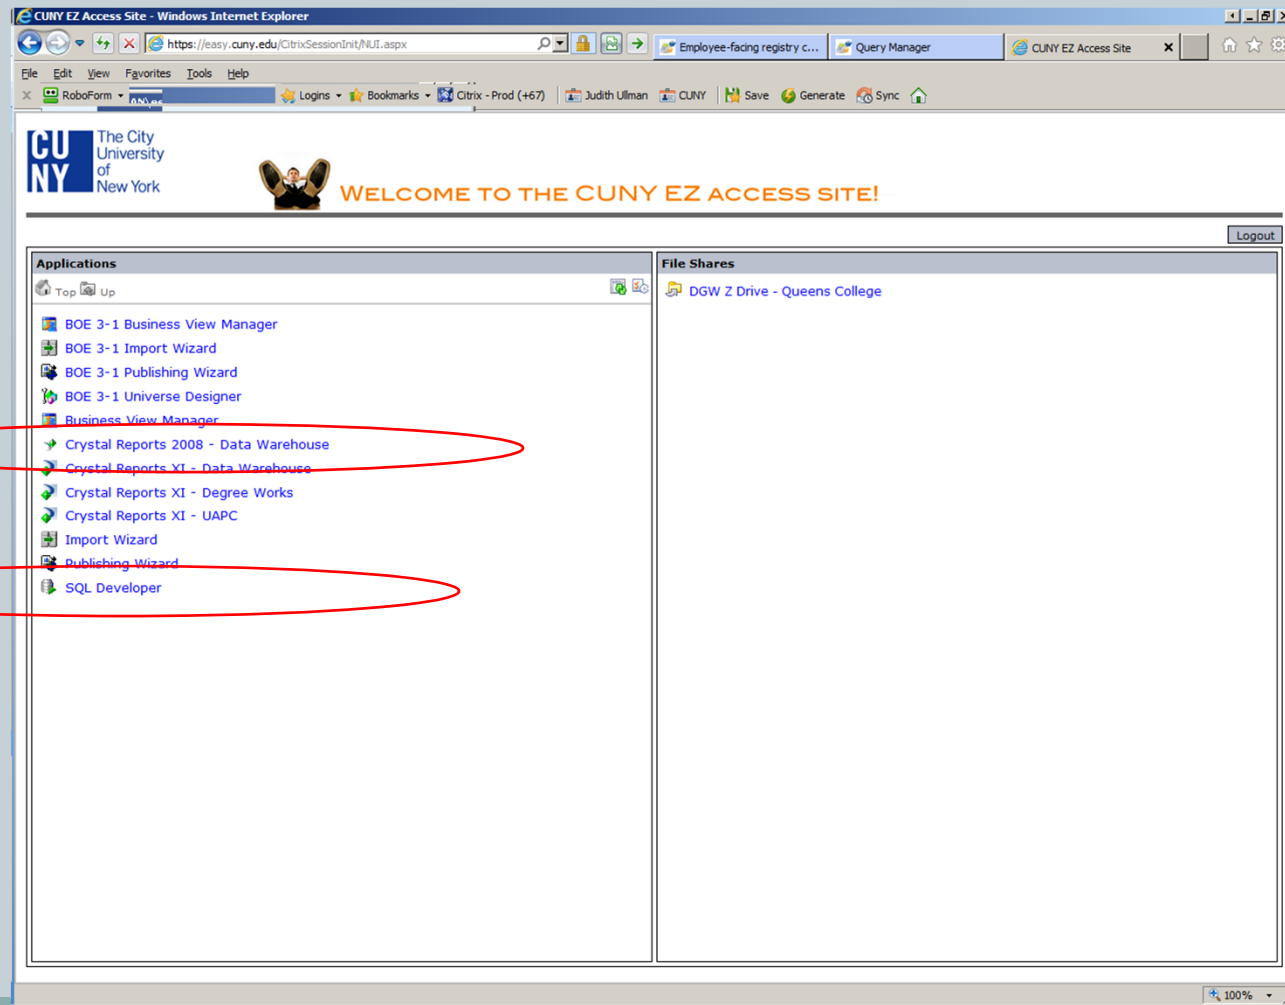 CUNY EZ Access Site - Windows Internet Explorer
https://easy.cuny.edu/CitrixSessionInit/NUI.aspx
Employee-facing registry c...
Query Manager
CUNY EZ Access Site
File Edit View Favorites Tools Help
RoboForm Logins Bookmarks Citrix - Prod (+67) Judith Ullman CUNY Save Generate Sync
CU
NY
The City
University
of
New York
WELCOME TO THE CUNY EZ ACCESS SITE!
Logout
Applications
Top Up
BOE 3-1 Business View Manager
BOE 3-1 Import Wizard
BOE 3-1 Publishing Wizard
BOE 3-1 Universe Designer
Business View Manager
Crystal Reports 2008 - Data Warehouse
Crystal Reports XI - Data Warehouse
Crystal Reports XI - Degree Works
Crystal Reports XI - UAPC
Import Wizard
Publishing Wizard
SQL Developer
File Shares
DGW Z Drive - Queens College
100%